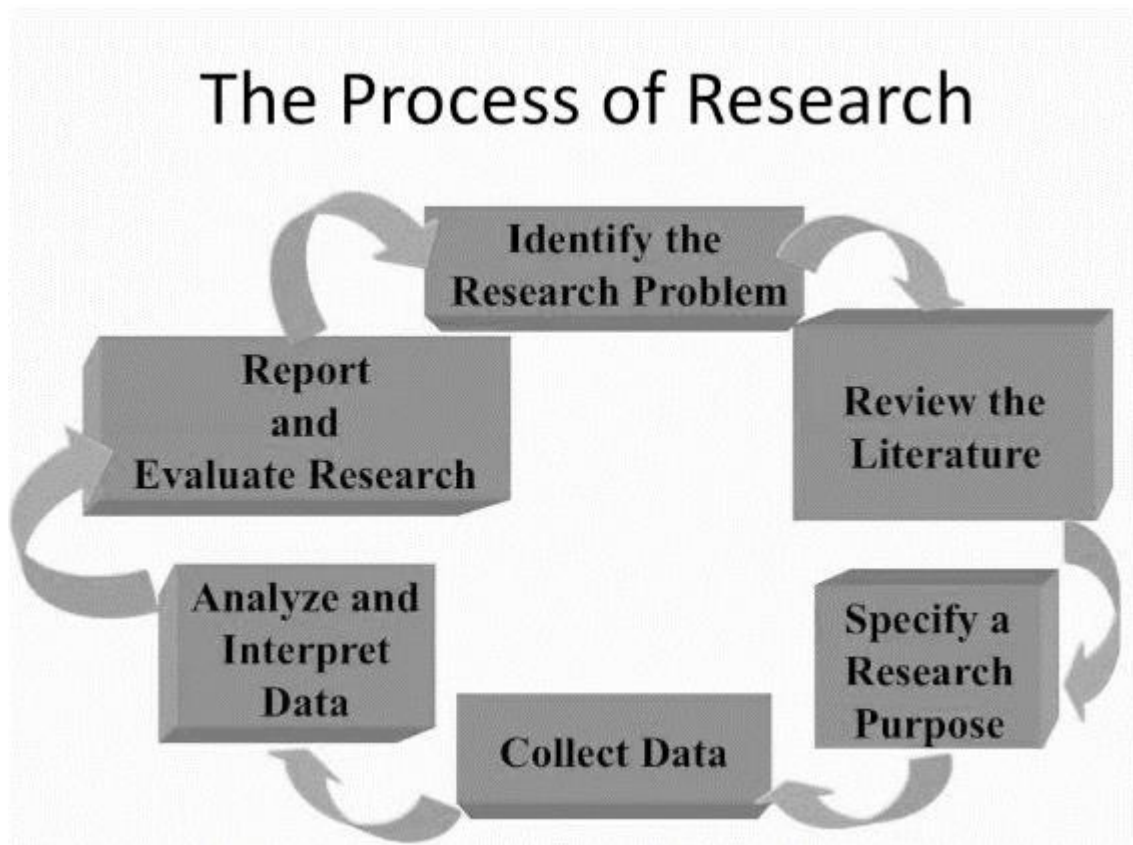 The Process of Research
Identify the
Research Problem
Review the
Literature
Specify a
Research
Purpose
Collect Data
Analyze and
Interpret
Data
Report
and
Evaluate Research